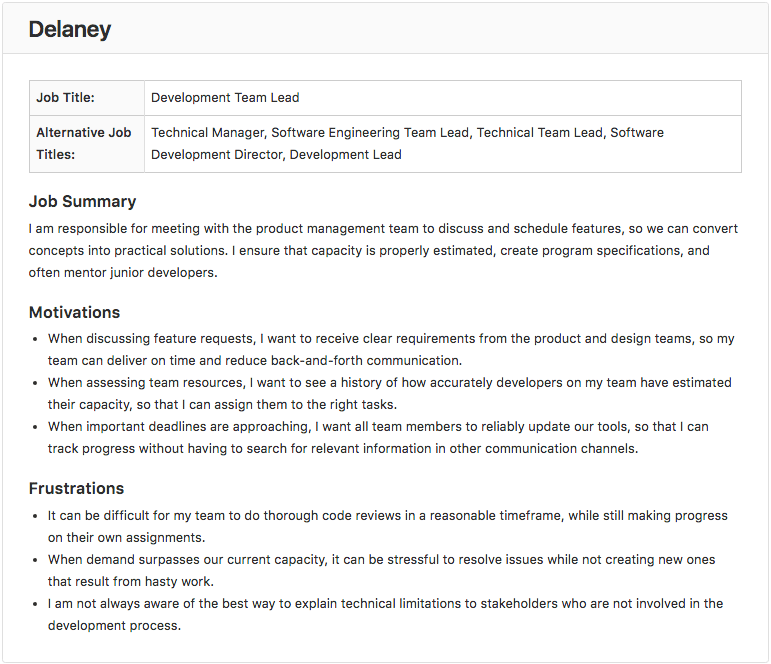 Delaney
Job Title:
Development Team Lead
Alternative Job
Titles:
Technical Manager, Software Engineering Team Lead, Technical Team Lead, Software
Development Director, Development Lead
Job Summary
I am responsible for meeting with the product management team to discuss and schedule features, so we can convert
concepts into practical solutions. I ensure that capacity is properly estimated, create program specifications, and
often mentor junior developers.
Motivations
• When discussing feature requests, I want to receive clear requirements from the product and design teams, so my
team can deliver on time and reduce back-and-forth communication.
• When assessing team resources, I want to see a history of how accurately developers on my team have estimated
their capacity, so that I can assign them to the right tasks.
• When important deadlines are approaching, I want all team members to reliably update our tools, so that I can
track progress without having to search for relevant information in other communication channels.
Frustrations
• It can be difficult for my team to do thorough code reviews in a reasonable timeframe, while still making progress
on their own assignments.
• When demand surpasses our current capacity, it can be stressful to resolve issues while not creating new ones
that result from hasty work.
• I am not always aware of the best way to explain technical limitations to stakeholders who are not involved in the
development process.